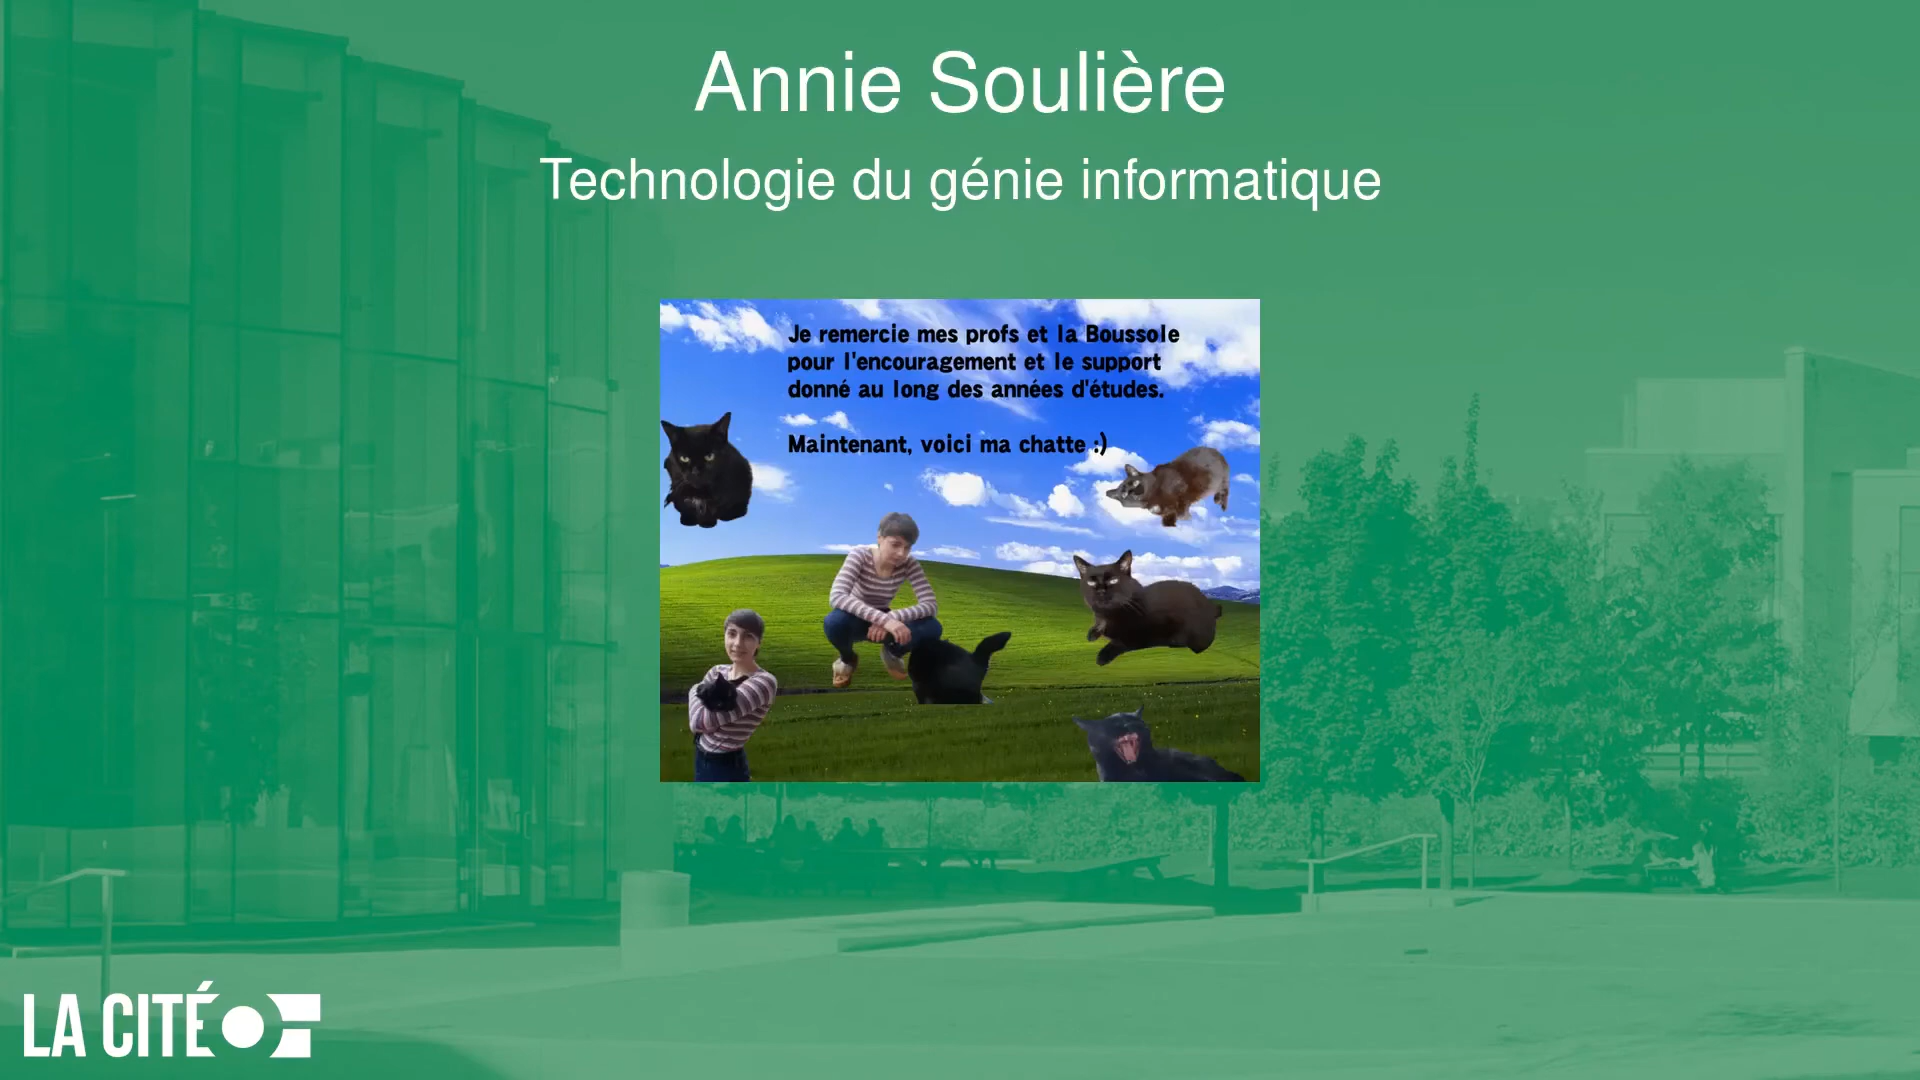 Annie Soulière
Technologie du génie informatique
Je remercie mes profs et la Boussole
pour l'encouragement et le support
donné au long des années d'études.
Maintenant, voici ma chatte :)
LA CITÉ